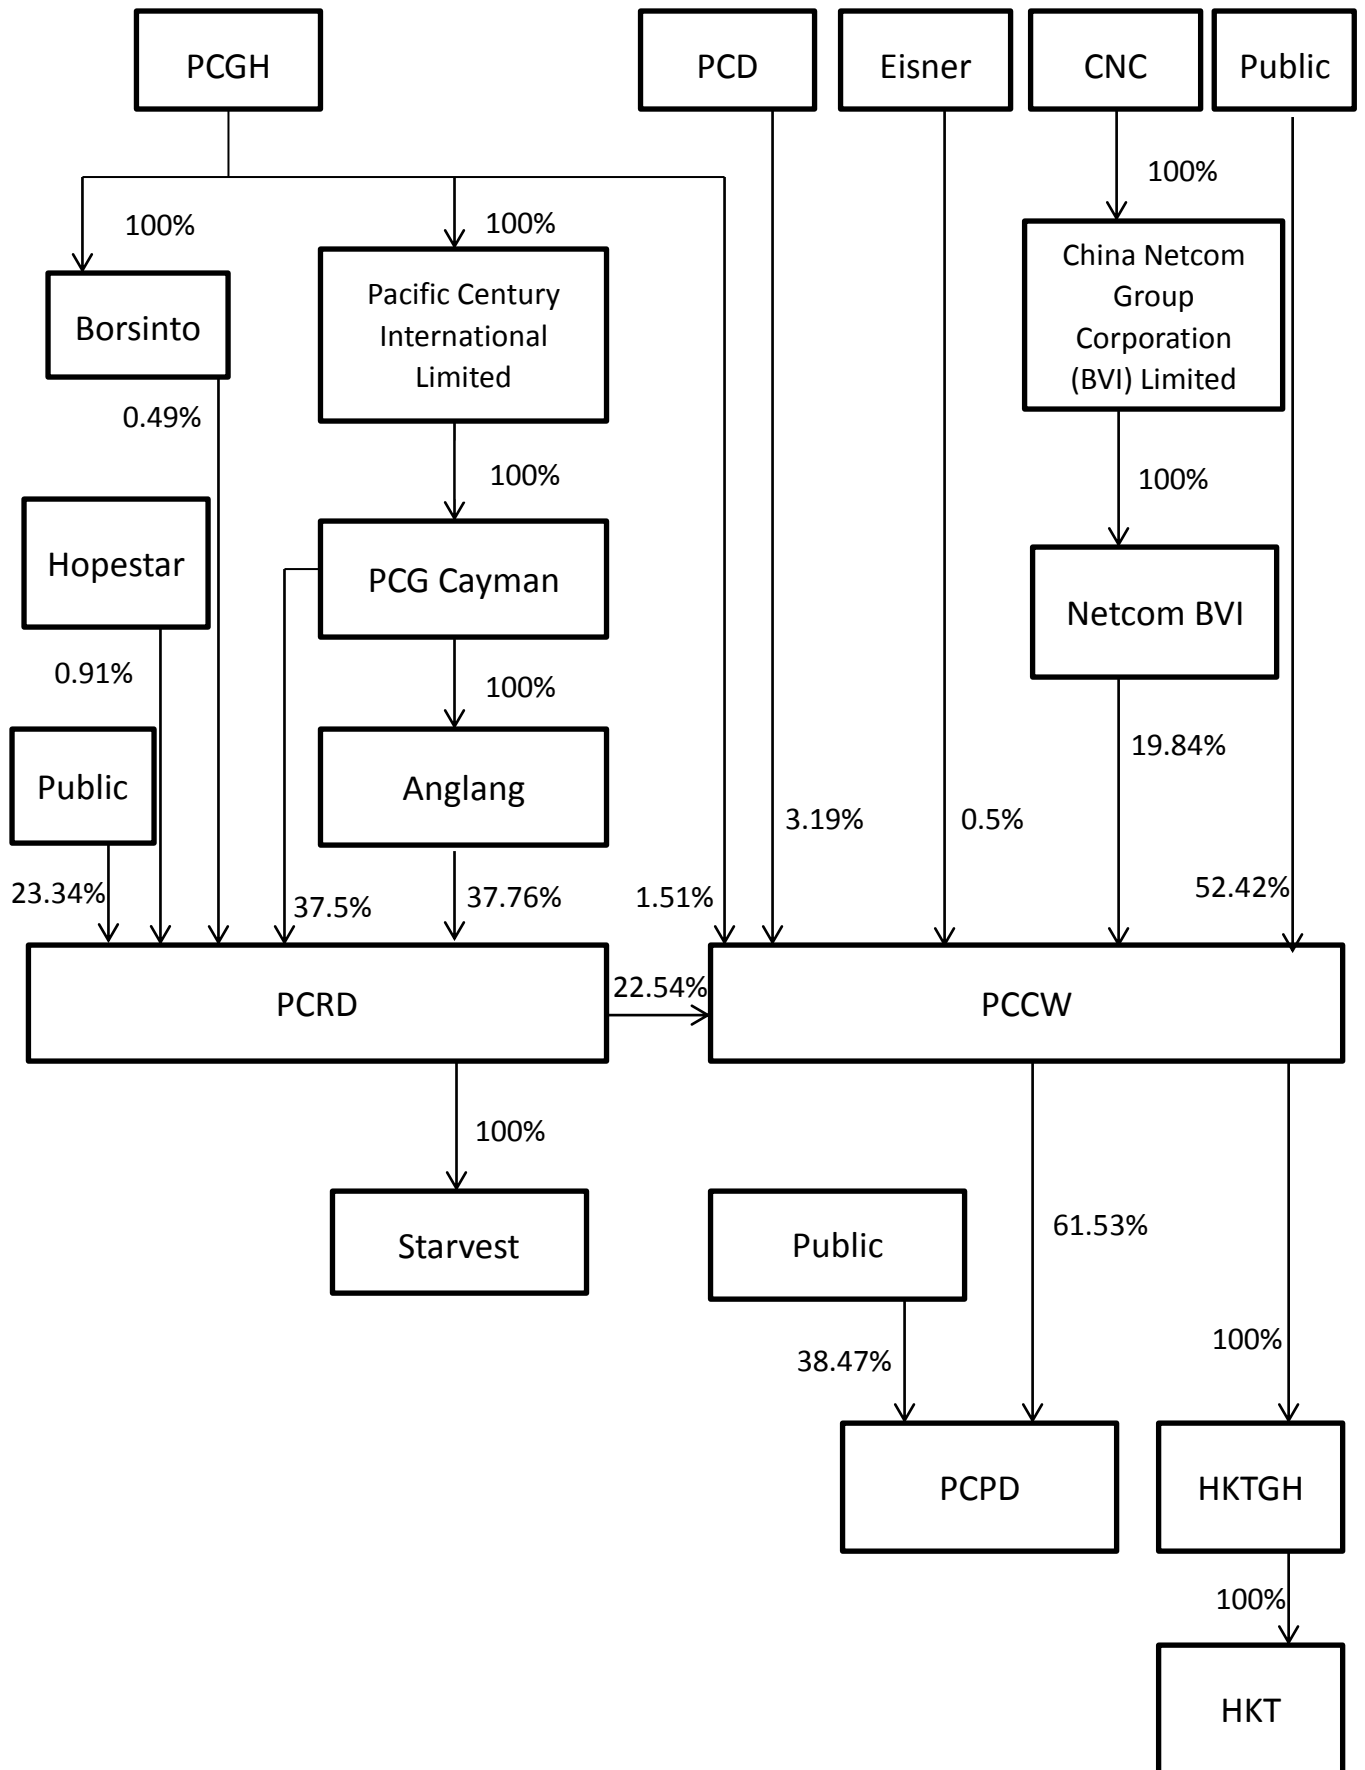 PCGH
PCD
Eisner
CNC
Public
100%
100%
100%
China Netcom
Group
Corporation
(BVI) Limited
Borsinto
Pacific Century
International
Limited
0.49%
100%
100%
Hopestar
PCG Cayman
Netcom BVI
0.91%
100%
19.84%
Public
Anglang
3.19%
0.5%
23.34%
37.5%
37.76%
1.51%
52.42%
PCRD
22.54%
PCCW
100%
Starvest
Public
61.53%
38.47%
100%
PCPD
HKTGH
100%
HKT